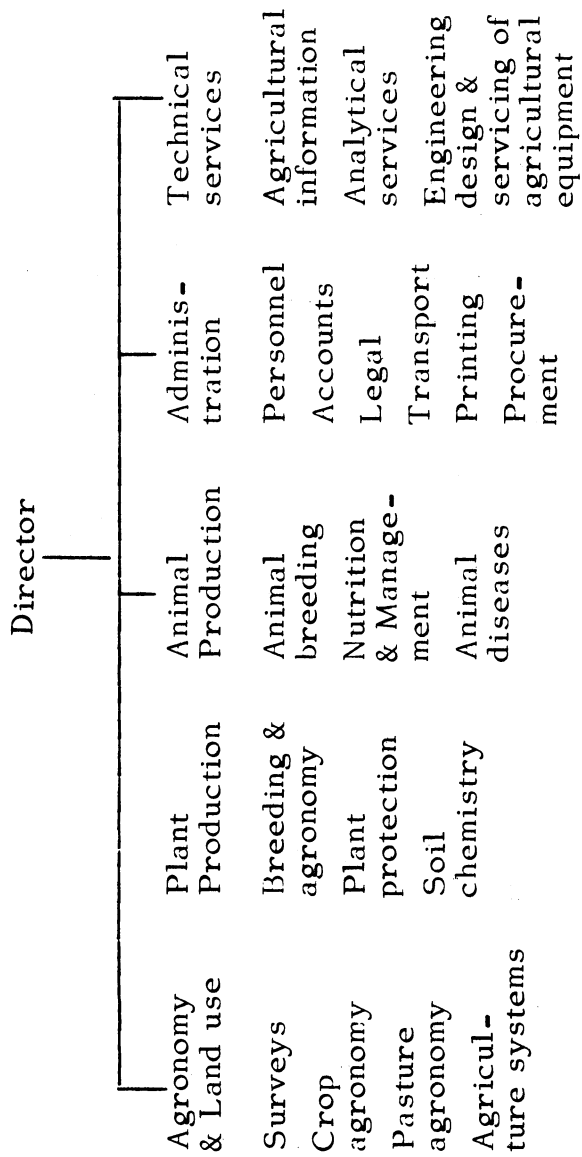 Director
Agronomy
& Land use
Surveys
Crop
agronomy
Pasture
agronomy
Agricul-
ture systems
Plant
Production
Breeding &
agronomy
Plant
protection
Soil
chemistry
Animal
Production
Animal
breeding
Nutrition
& Manage-
ment
Animal
diseases
Adminis-
tration
Personnel
Accounts
Legal
Transport
Printing
Procure-
ment
Technical
services
Agricultural
information
Analytical
services
Engineering
design &
servicing of
agricultural
equipment